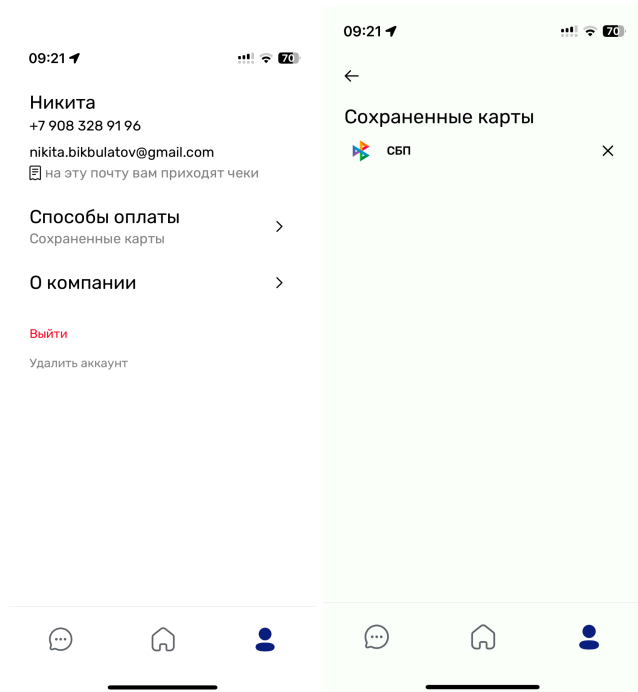 09:21
70
Никита
+7 908 328 91 96
nikita.bikbulatov@gmail.com
на эту почту вам приходят чеки
Способы оплаты
Сохраненные карты
О компании
Выйти
Удалить аккаунт
09:21
70
Сохраненные карты
СБП